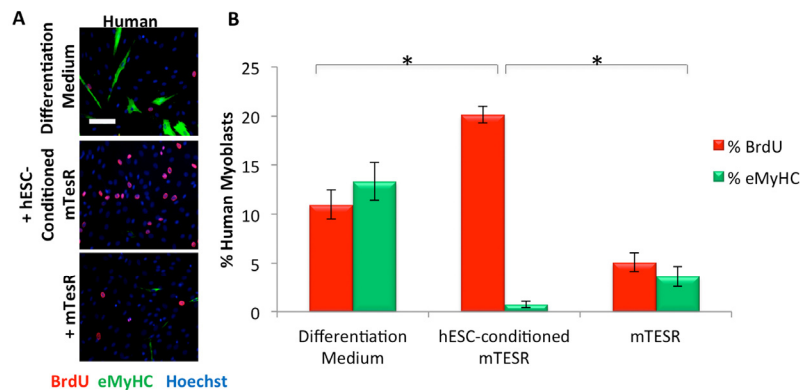 A
Human
Differentiation
Medium
+ hESC-
Conditioned
mTesR
+ mTesR
BrdU eMyHC Hoechst
B
% Human Myoblasts
25
20
15
10
5
0
*
*
Differentiation
Medium
hESC-conditioned
mTESR
mTESR
% BrdU
% eMyHC